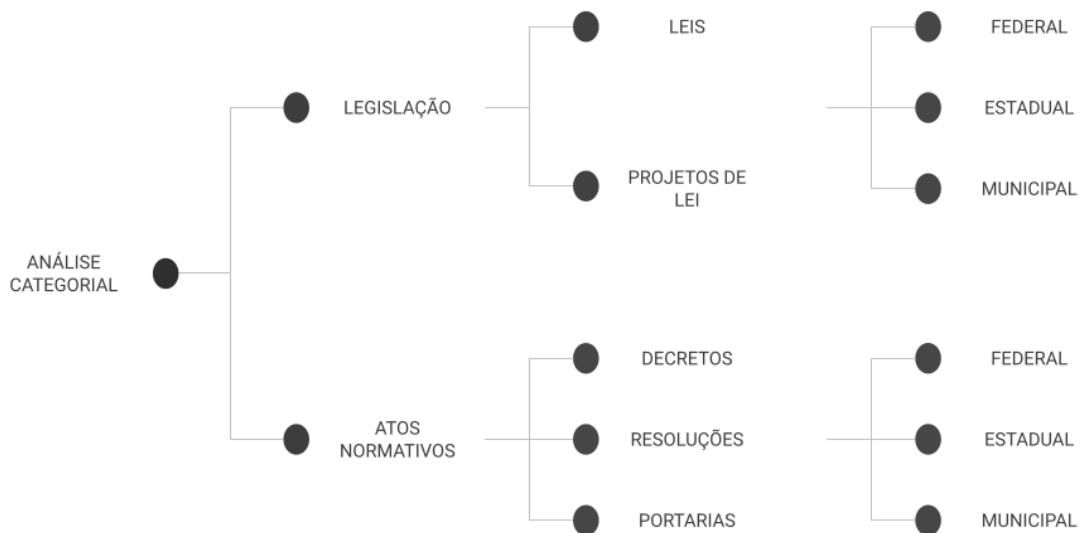 LEIS
FEDERAL
LEGISLAÇÃO
ESTADUAL
PROJETOS DE
LEI
MUNICIPAL
ANÁLISE
CATEGORIAL
DECRETOS
FEDERAL
ATOS
NORMATIVOS
RESOLUÇÕES
ESTADUAL
PORTARIAS
MUNICIPAL